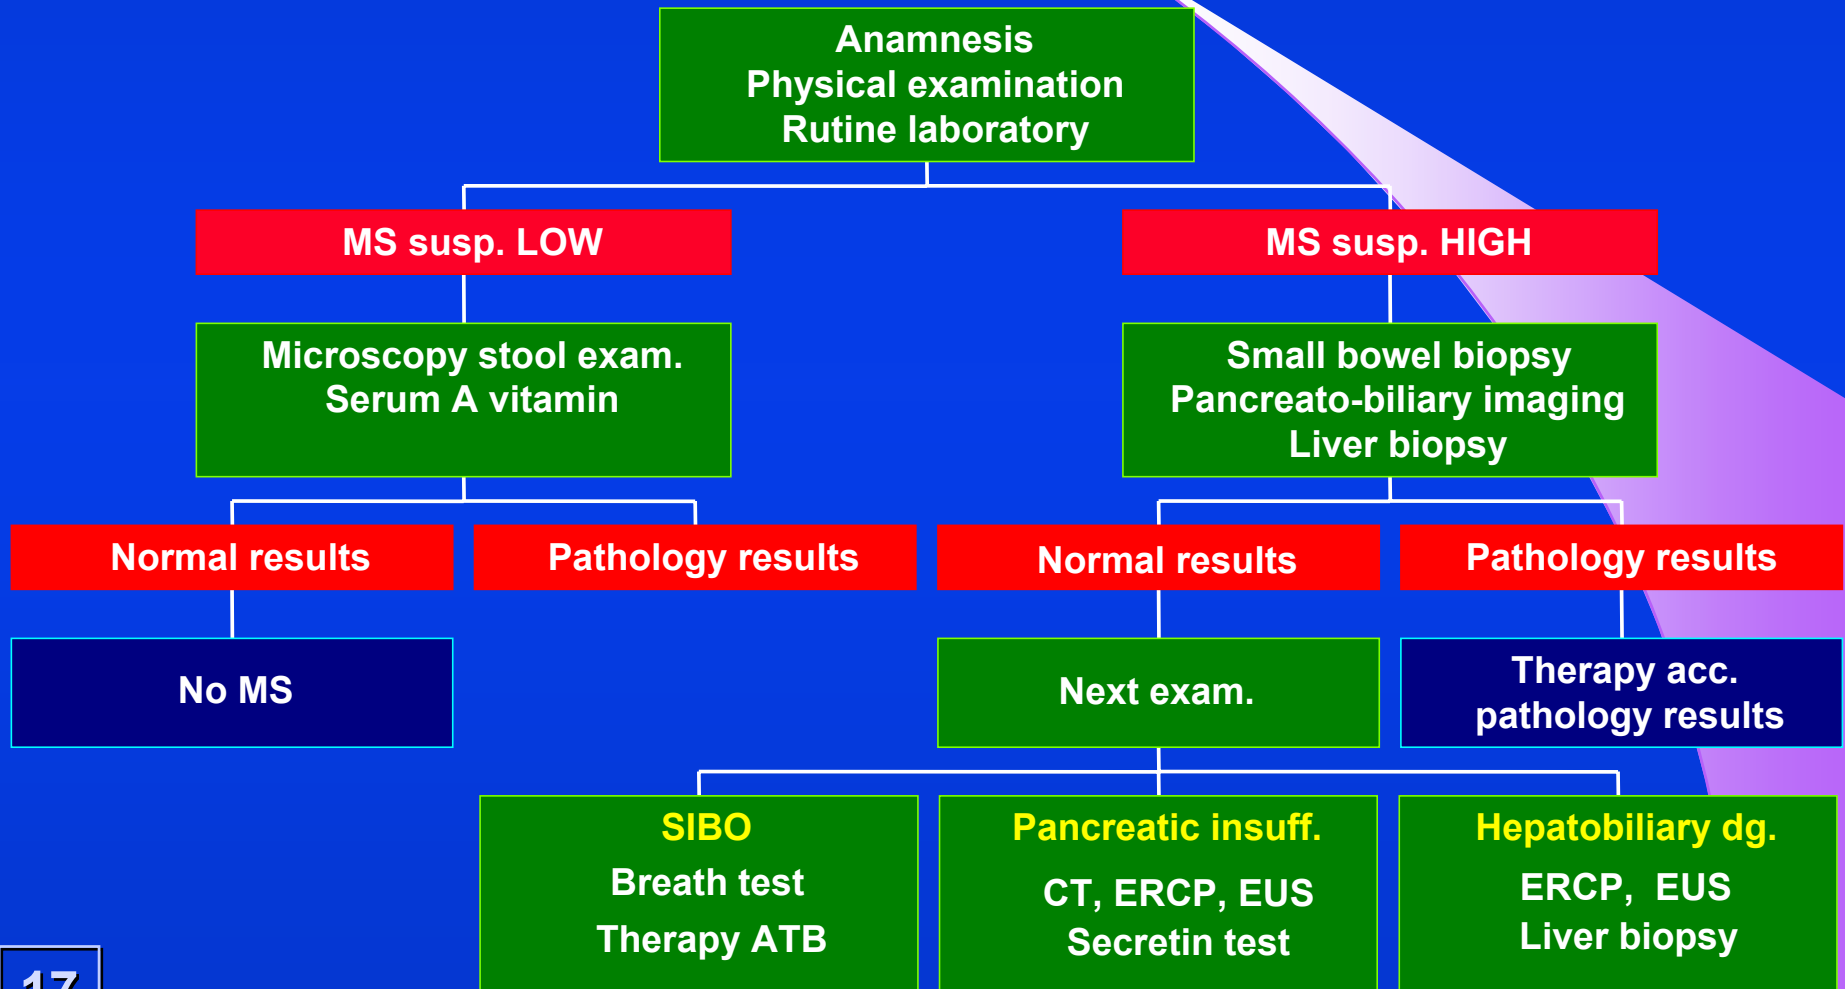 Anamnesis
Physical examination
Rutine laboratory
MS susp. LOW
MS susp. HIGH
Microscopy stool exam.
Serum A vitamin
Small bowel biopsy
Pancreato-biliary imaging
Liver biopsy
Normal results
Pathology results
Normal results
Pathology results
No MS
Next exam.
Therapy acc.
pathology results
SIBO
Breath test
Therapy ATB
Pancreatic insuff.
CT, ERCP, EUS
Secretin test
Hepatobiliary dg.
ERCP, EUS
Liver biopsy
17